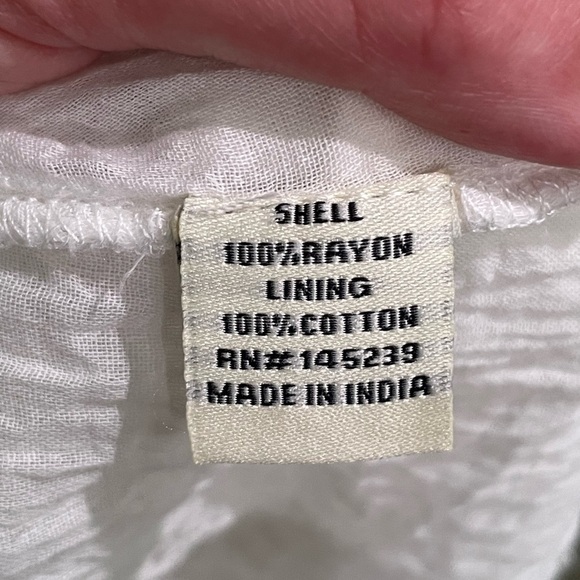 SHELL
100%RAYON
LINING
100%COTTON
RN#145239
MADE IN INDIA